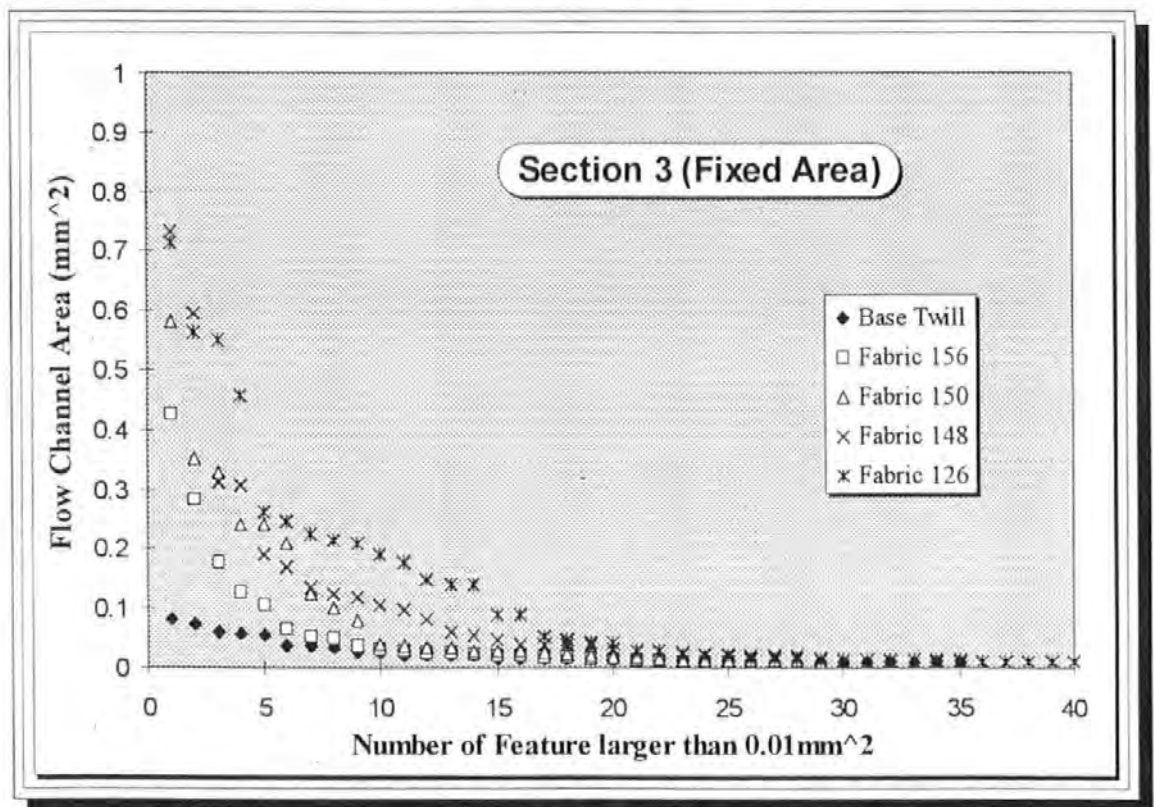 Section 3 (Fixed Area)
Flow Channel Area (mm^2)
1
0.9
0.8
0.7
0.6
0.5
0.4
0.3
0.2
0.1
0
Base Twill
Fabric 156
Fabric 150
Fabric 148
Fabric 126
0 5 10 15 20 25 30 35 40
Number of Feature larger than 0.01mm^2